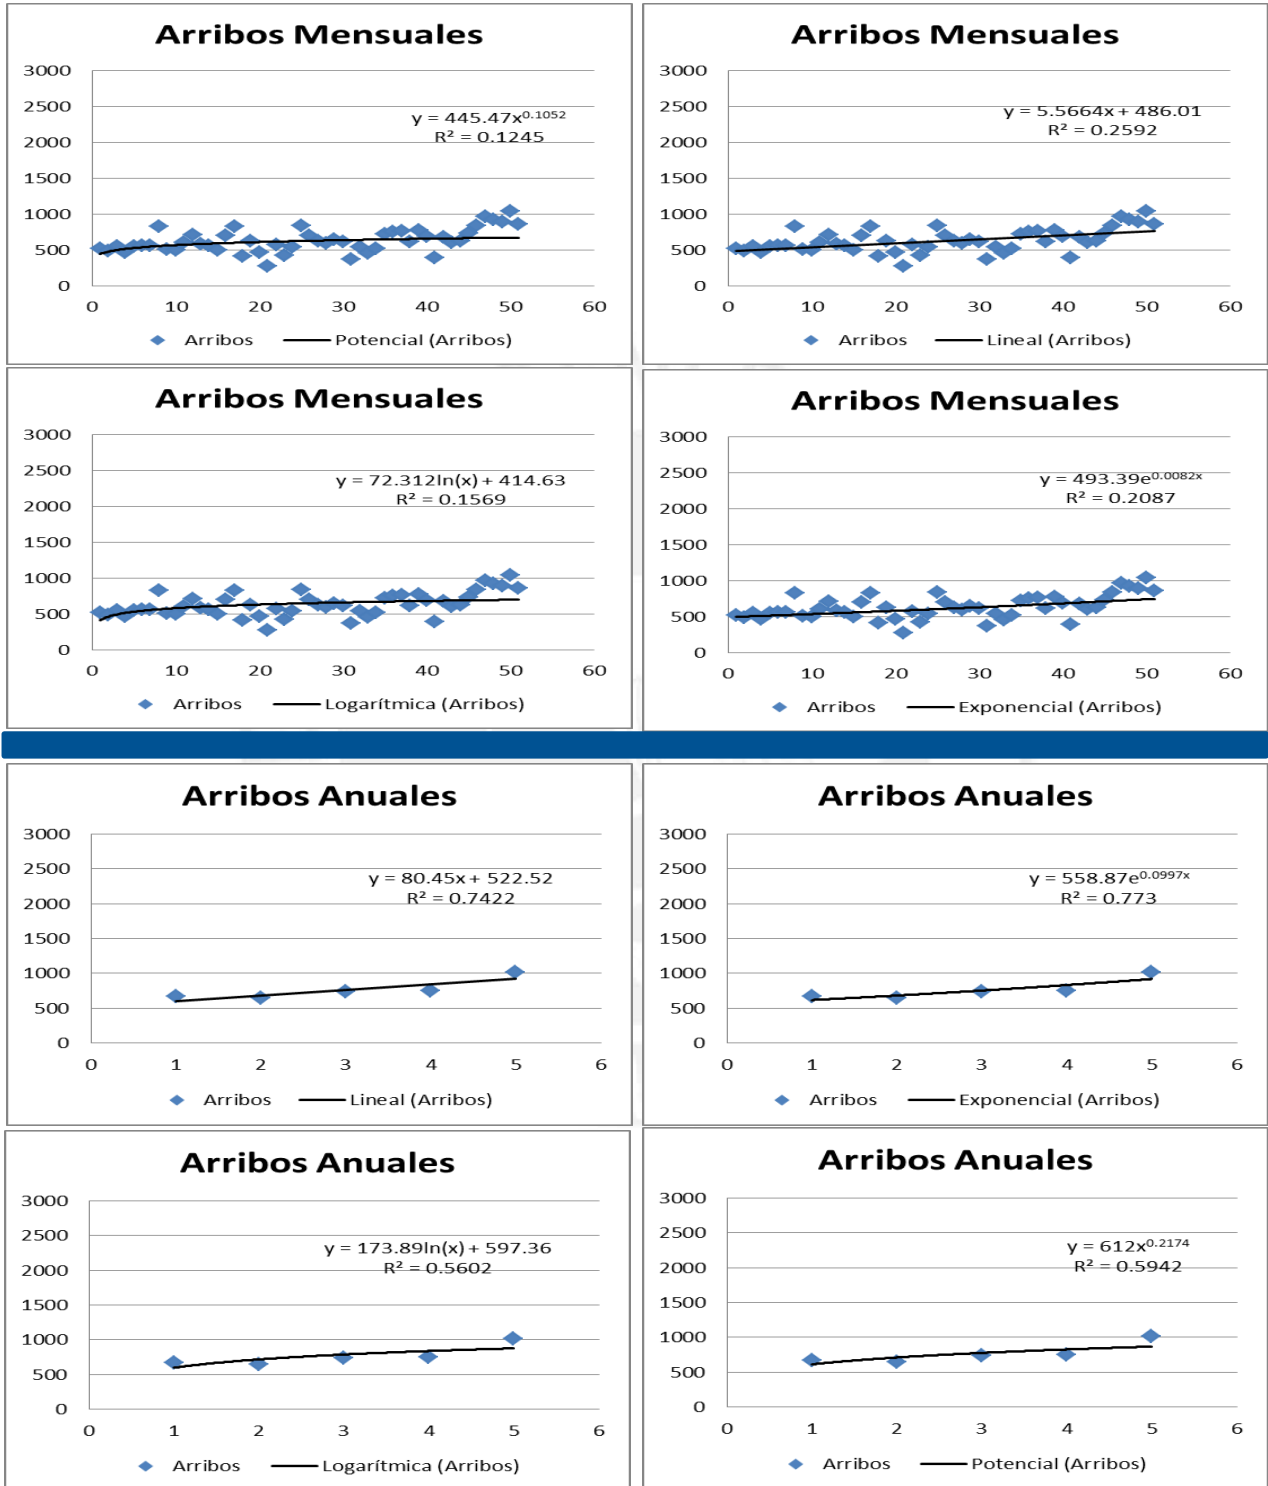 Arribos Mensuales
3000
2500
2000
1500
1000
500
0
y = 445.47x^0.1052
R² = 0.1245
0 10 20 30 40 50 60
Arribos Potencial (Arribos)
Arribos Mensuales
3000
2500
2000
1500
1000
500
0
y = 5.5664x + 486.01
R² = 0.2592
0 10 20 30 40 50 60
Arribos Lineal (Arribos)
Arribos Mensuales
3000
2500
2000
1500
1000
500
0
y = 72.312ln(x) + 414.63
R² = 0.1569
0 10 20 30 40 50 60
Arribos Logarítmica (Arribos)
Arribos Mensuales
3000
2500
2000
1500
1000
500
0
y = 493.39e^0.0082x
R² = 0.2087
0 10 20 30 40 50 60
Arribos Exponencial (Arribos)
Arribos Anuales
3000
2500
2000
1500
1000
500
0
y = 80.45x + 522.52
R² = 0.7422
0 1 2 3 4 5 6
Arribos Lineal (Arribos)
Arribos Anuales
3000
2500
2000
1500
1000
500
0
y = 558.87e^0.0997x
R² = 0.773
0 1 2 3 4 5 6
Arribos Exponencial (Arribos)
Arribos Anuales
3000
2500
2000
1500
1000
500
0
y = 173.89ln(x) + 597.36
R² = 0.5602
0 1 2 3 4 5 6
Arribos Logarítmica (Arribos)
Arribos Anuales
3000
2500
2000
1500
1000
500
0
y = 612x^0.2174
R² = 0.5942
0 1 2 3 4 5 6
Arribos Potencial (Arribos)